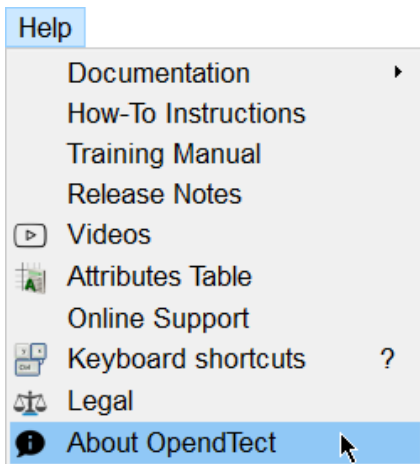 Help
Documentation
How-To Instructions
Training Manual
Release Notes
Videos
Attributes Table
Online Support
Keyboard shortcuts ?
Legal
About OpendTect